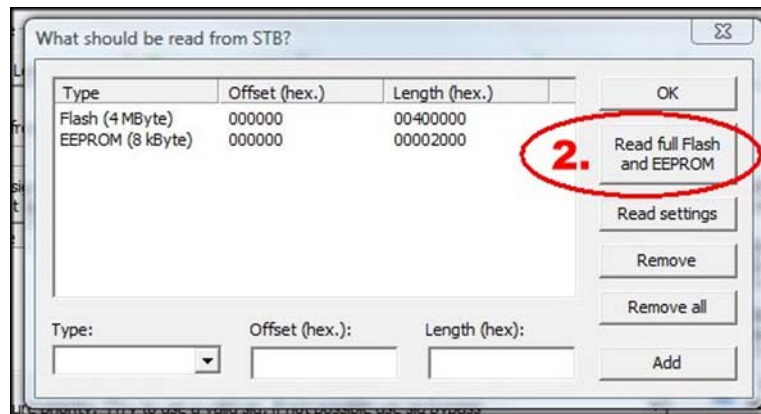 What should be read from STB?
Type Offset (hex.) Length (hex.)
Flash (4 MByte) 000000 00400000
EEPROM (8 kByte) 000000 00002000
OK
2. Read full Flash
and EEPROM
Read settings
Remove
Remove all
Type: Offset (hex.): Length (hex):
Add